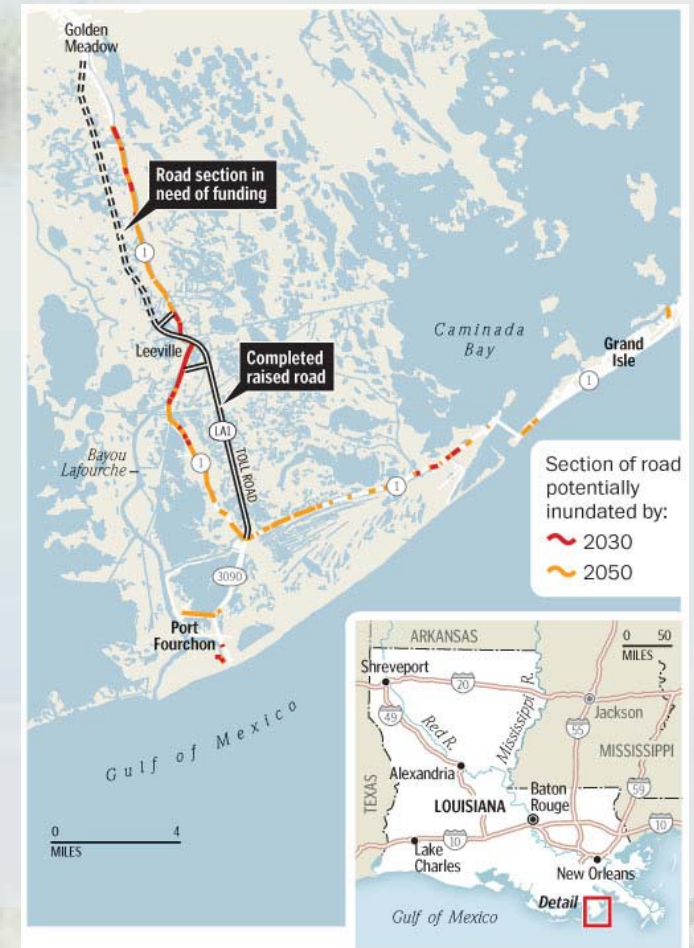 Golden
Meadow
Road section in
need of funding
1
Leeville
Completed
raised road
Caminada
Bay
Grand
Isle
1
LA1
TOLL ROAD
Bayou
Lafourche
1
1
Section of road
potentially
inundated by:
2030
2050
3090
Port
Fourchon
Gulf of Mexico
0 4
MILES
ARKANSAS
0 50
MILES
Shreveport
20
Mississippi R.
49
Red R.
Jackson
55
MISSISSIPPI
TEXAS
Alexandria
59
LOUISIANA
Baton
Rouge
10
10
Lake
Charles
New Orleans
Detail
Gulf of Mexico